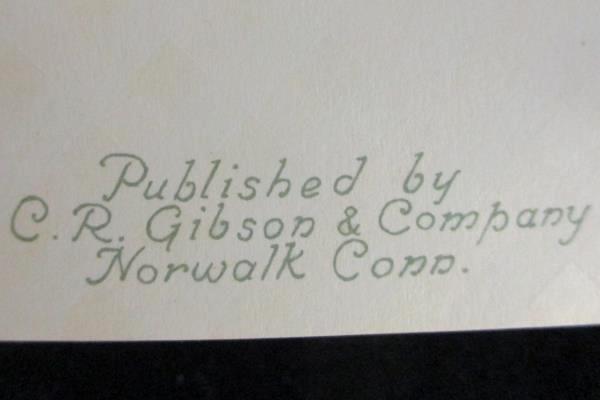 Published by
C. R. Gibson & Company
Norwalk Conn.